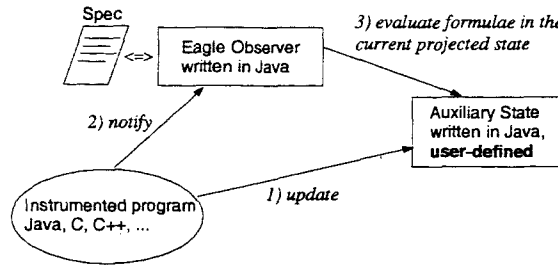 Spec
3) evaluate formulae in the
current projected state
<=>
Eagle Observer
written in Java
2) notify
Auxiliary State
written in Java,
user-defined
1) update
Instrumented program
Java, C, C++, ...